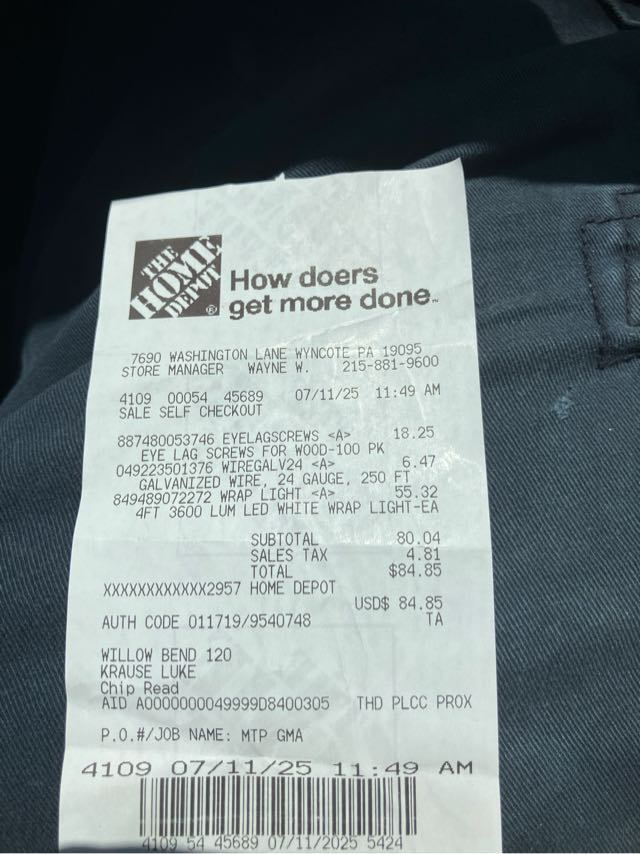 THE
HOME
DEPOT
®
How doers
get more done™
7690 WASHINGTON LANE WYNCOTE PA 19095
STORE MANAGER WAYNE W. 215-881-9600
4109 00054 45689 07/11/25 11:49 AM
SALE SELF CHECKOUT
887480053746 EYELAGSCREWS <A> 18.25
EYE LAG SCREWS FOR WOOD-100 PK
049223501376 WIREGALV24 <A> 6.47
GALVANIZED WIRE, 24 GAUGE, 250 FT
849489072272 WRAP LIGHT <A> 55.32
4FT 3600 LUM LED WHITE WRAP LIGHT-EA
SUBTOTAL 80.04
SALES TAX 4.81
TOTAL $84.85
XXXXXXXXXXXX2957 HOME DEPOT
USD$ 84.85
AUTH CODE 011719/9540748 TA
WILLOW BEND 120
KRAUSE LUKE
Chip Read
AID A0000000049999D8400305 THD PLCC PROX
P.O.#/JOB NAME: MTP GMA
4109 07/11/25 11:49 AM
4109 54 45689 07/11/2025 5424